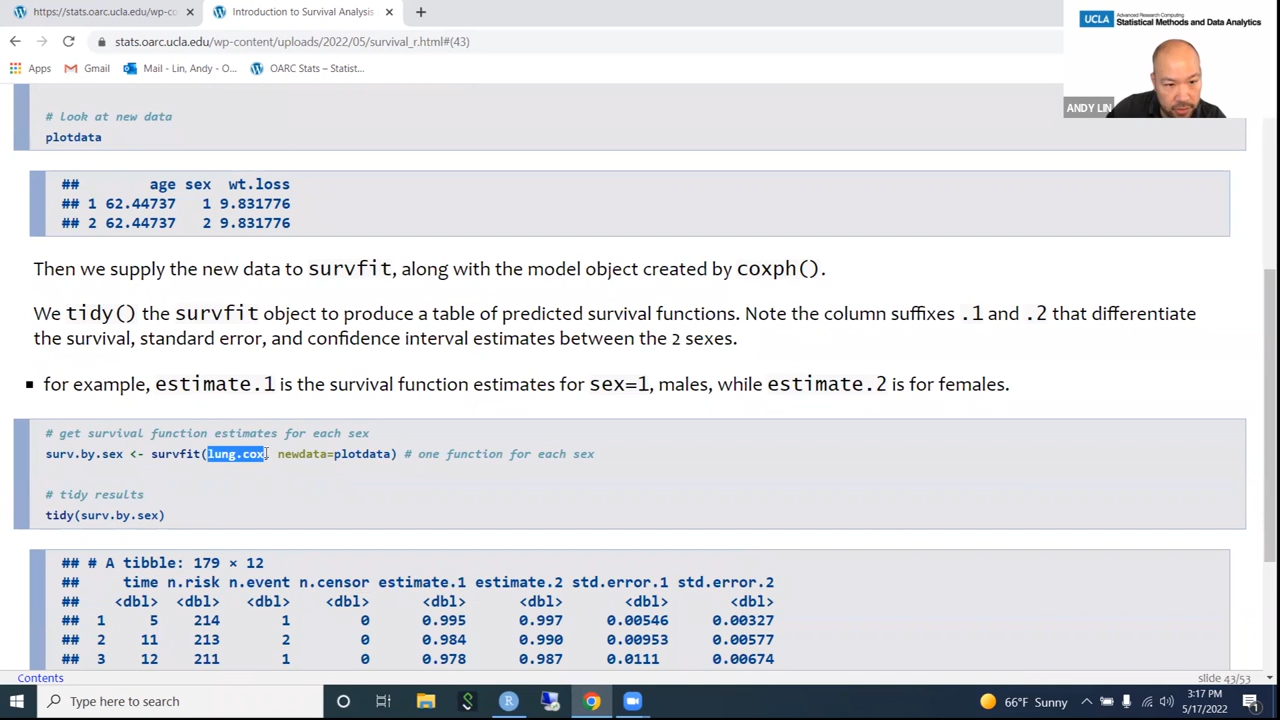 https://stats.oarc.ucla.edu/wp-co
Introduction to Survival Analysis
UCLA
Advanced Research Computing
Statistical Methods and Data Analytics
stats.oarc.ucla.edu/wp-content/uploads/2022/05/survival_r.html#(43)
Apps
Gmail
Mail - Lin, Andy - O...
OARC Stats – Statist...
ANDY LIN
# look at new data
plotdata
## age sex wt.loss
## 1 62.44737 1 9.831776
## 2 62.44737 2 9.831776
Then we supply the new data to survfit, along with the model object created by coxph().
We tidy() the survfit object to produce a table of predicted survival functions. Note the column suffixes .1 and .2 that differentiate
the survival, standard error, and confidence interval estimates between the 2 sexes.
for example, estimate.1 is the survival function estimates for sex=1, males, while estimate.2 is for females.
# get survival function estimates for each sex
surv.by.sex <- survfit(lung.cox, newdata=plotdata) # one function for each sex
# tidy results
tidy(surv.by.sex)
## # A tibble: 179 × 12
## time n.risk n.event n.censor estimate.1 estimate.2 std.error.1 std.error.2
## <dbl> <dbl> <dbl> <dbl> <dbl> <dbl> <dbl> <dbl>
## 1 5 214 1 0 0.995 0.997 0.00546 0.00327
## 2 11 213 2 0 0.984 0.990 0.00953 0.00577
## 3 12 211 1 0 0.978 0.987 0.0111 0.00674
Contents
slide 43/53
Type here to search
66°F Sunny
3:17 PM
5/17/2022